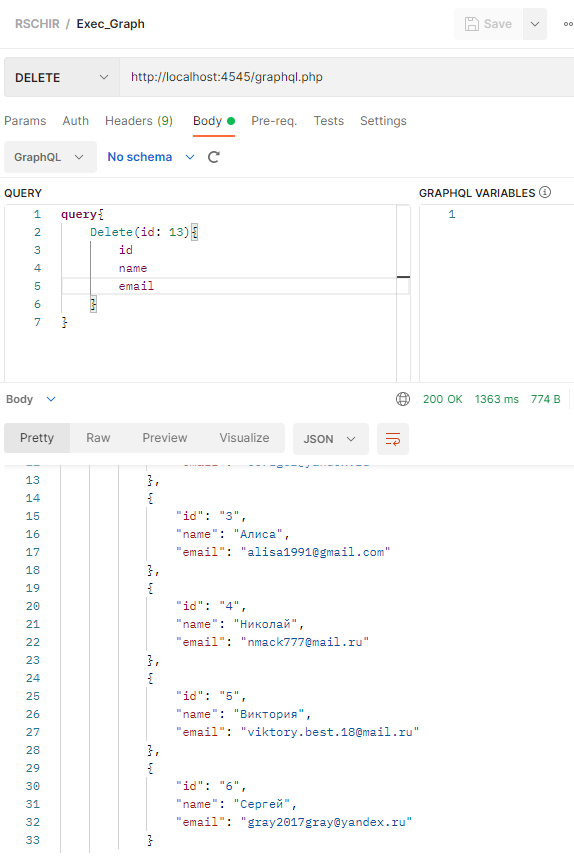 RSCHIR / Exec_Graph
Save
DELETE
http://localhost:4545/graphql.php
Params Auth Headers (9) Body Pre-req. Tests Settings
GraphQL No schema
QUERY
GRAPHQL VARIABLES
1 query{
2 Delete(id: 13){
3 id
4 name
5 email
6 }
7 }
1
Body
200 OK 1363 ms 774 B
Pretty Raw Preview Visualize JSON
13 },
14 {
15 "id": "3",
16 "name": "Алиса",
17 "email": "alisa1991@gmail.com"
18 },
19 {
20 "id": "4",
21 "name": "Николай",
22 "email": "nmack777@mail.ru"
23 },
24 {
25 "id": "5",
26 "name": "Виктория",
27 "email": "viktory.best.18@mail.ru"
28 },
29 {
30 "id": "6",
31 "name": "Сергей",
32 "email": "gray2017gray@yandex.ru"
33 }